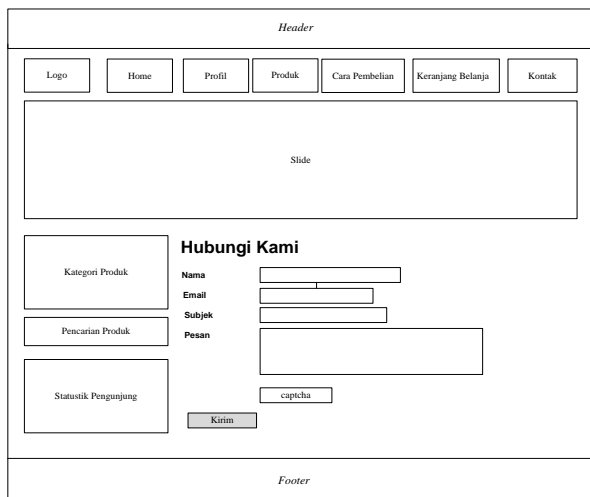 Header
Logo
Home
Profil
Produk
Cara Pembelian
Keranjang Belanja
Kontak
Slide
Kategori Produk
Pencarian Produk
Statustik Pengunjung
Hubungi Kami
Nama
Email
Subjek
Pesan
captcha
Kirim
Footer